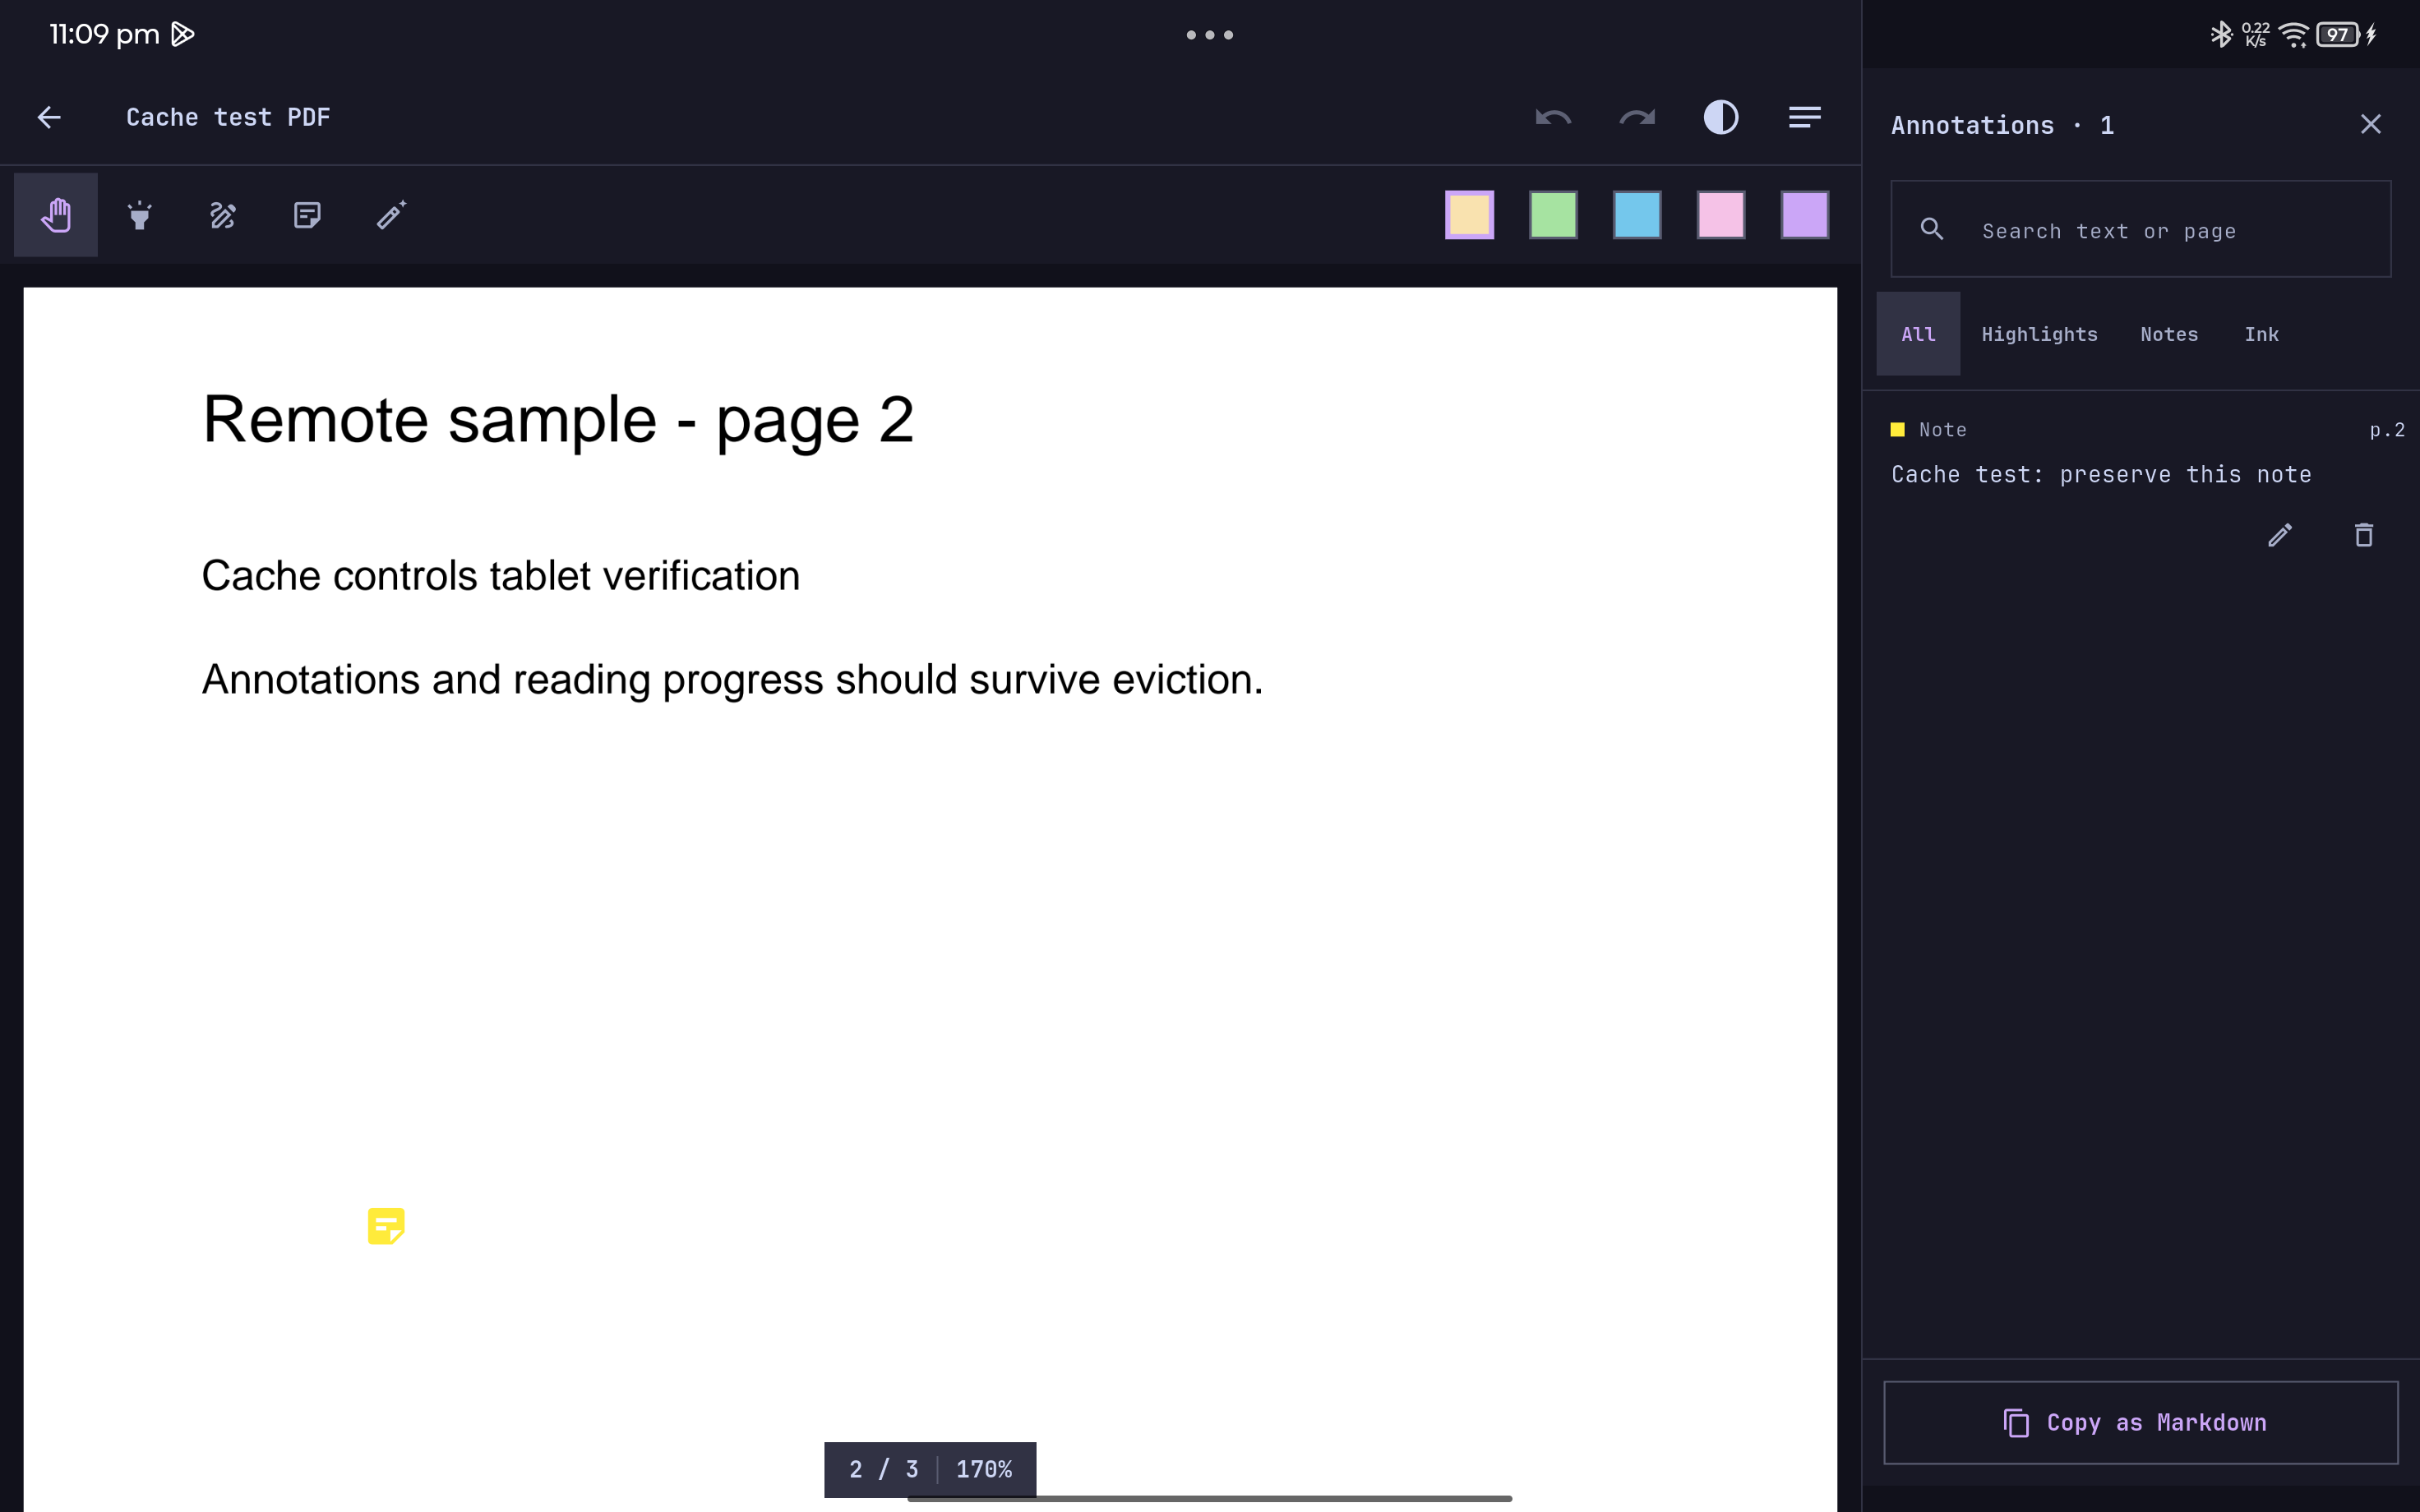 11:09 pm
0.22 K/s
97
Cache test PDF
Annotations · 1
Search text or page
All Highlights Notes Ink
Note p.2
Cache test: preserve this note
Remote sample - page 2
Cache controls tablet verification
Annotations and reading progress should survive eviction.
Copy as Markdown
2 / 3 170%